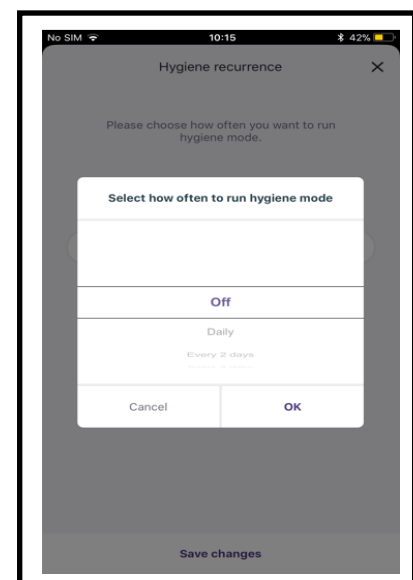 No SIM 10:15 42%
Hygiene recurrence
Please choose how often you want to run
hygiene mode.
Select how often to run hygiene mode
Off
Daily
Every 2 days
Cancel OK
Save changes